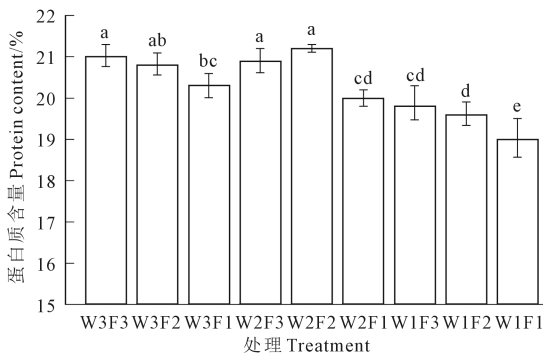 蛋白质含量 Protein content/%
22
21
20
19
18
17
16
15
a ab bc a a cd cd d e
W3F3 W3F2 W3F1 W2F3 W2F2 W2F1 W1F3 W1F2 W1F1
处理 Treatment